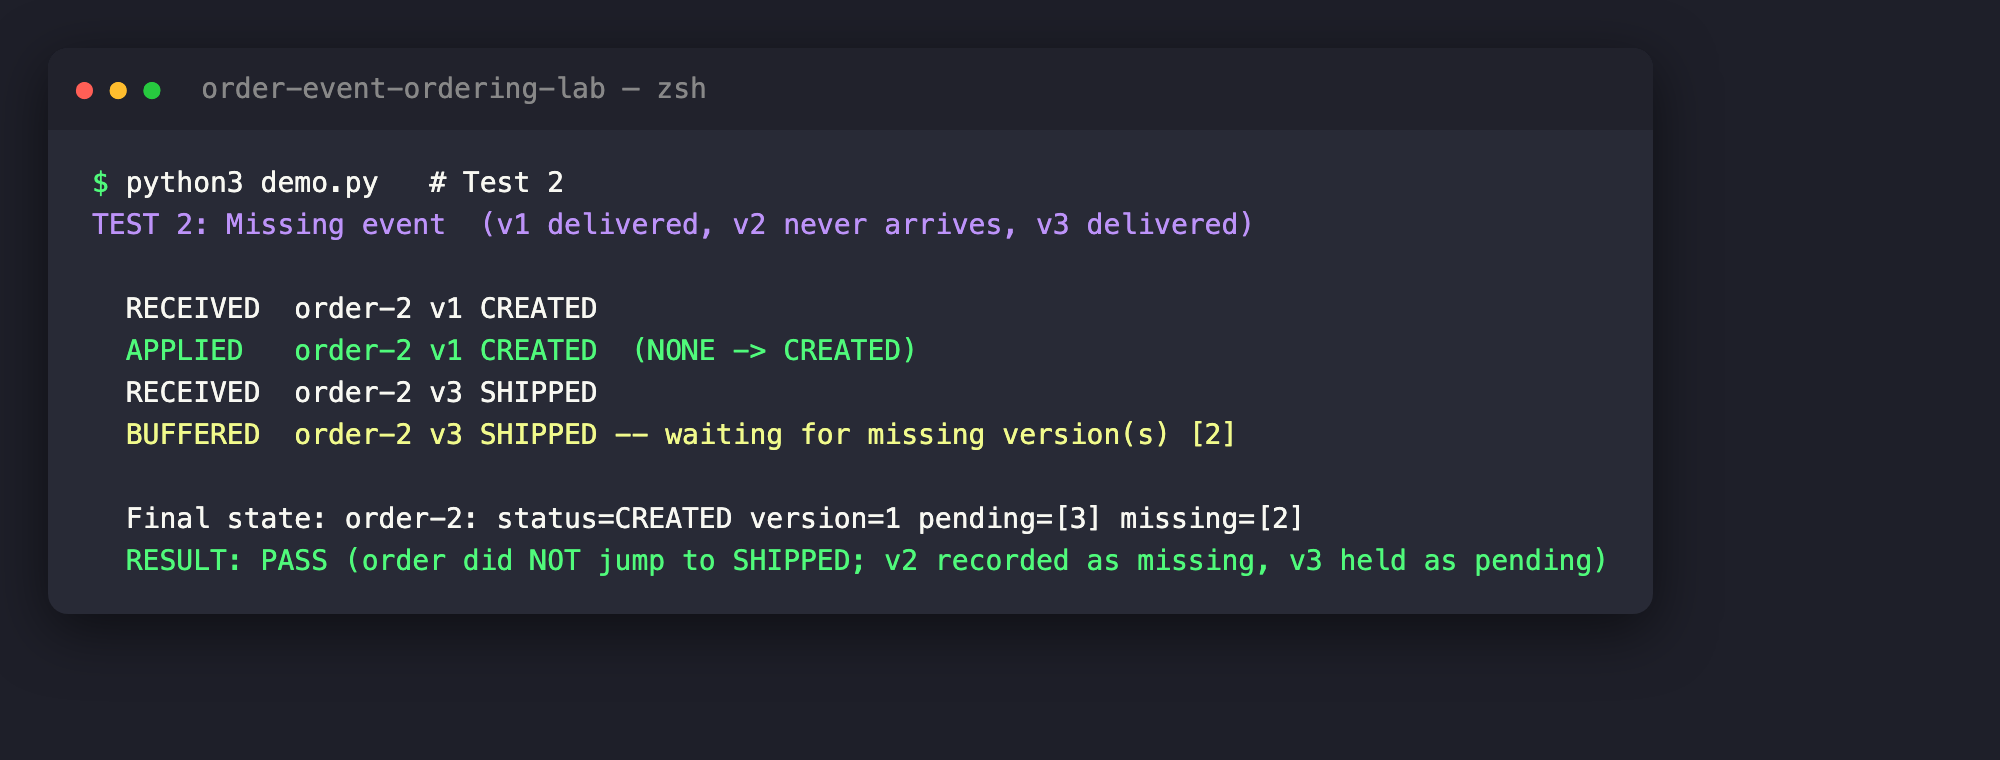 order-event-ordering-lab — zsh
$ python3 demo.py   # Test 2
TEST 2: Missing event  (v1 delivered, v2 never arrives, v3 delivered)
RECEIVED  order-2 v1 CREATED
APPLIED   order-2 v1 CREATED  (NONE -> CREATED)
RECEIVED  order-2 v3 SHIPPED
BUFFERED  order-2 v3 SHIPPED -- waiting for missing version(s) [2]
Final state: order-2: status=CREATED version=1 pending=[3] missing=[2]
RESULT: PASS (order did NOT jump to SHIPPED; v2 recorded as missing, v3 held as pending)